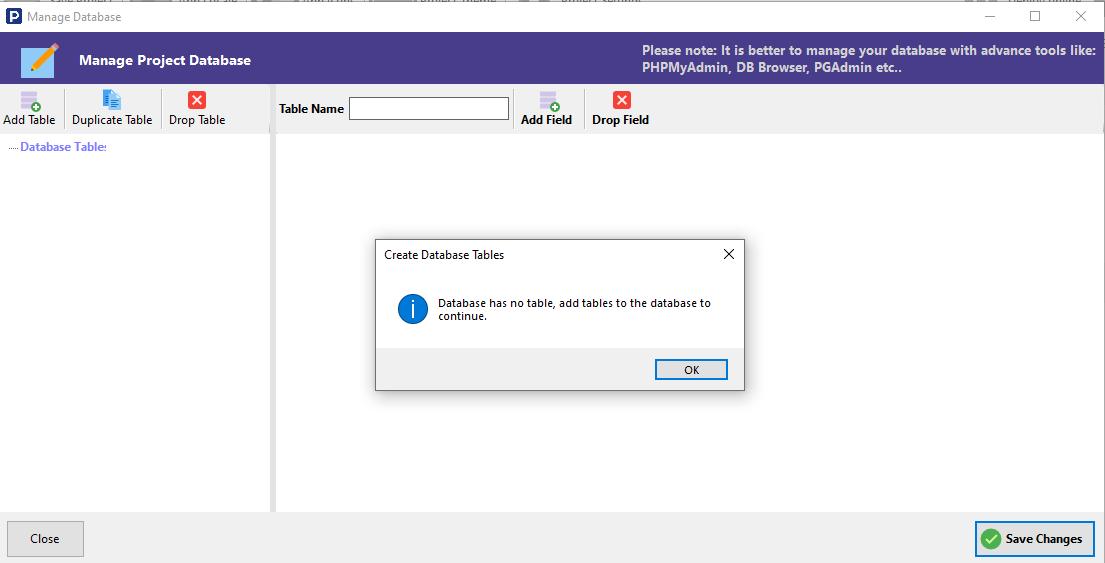 Manage Database
Manage Project Database
Please note: It is better to manage your database with advance tools like:
PHPMyAdmin, DB Browser, PGAdmin etc..
Add Table
Duplicate Table
Drop Table
Table Name
Add Field
Drop Field
Database Tables
Create Database Tables
Database has no table, add tables to the database to
continue.
OK
Close
Save Changes